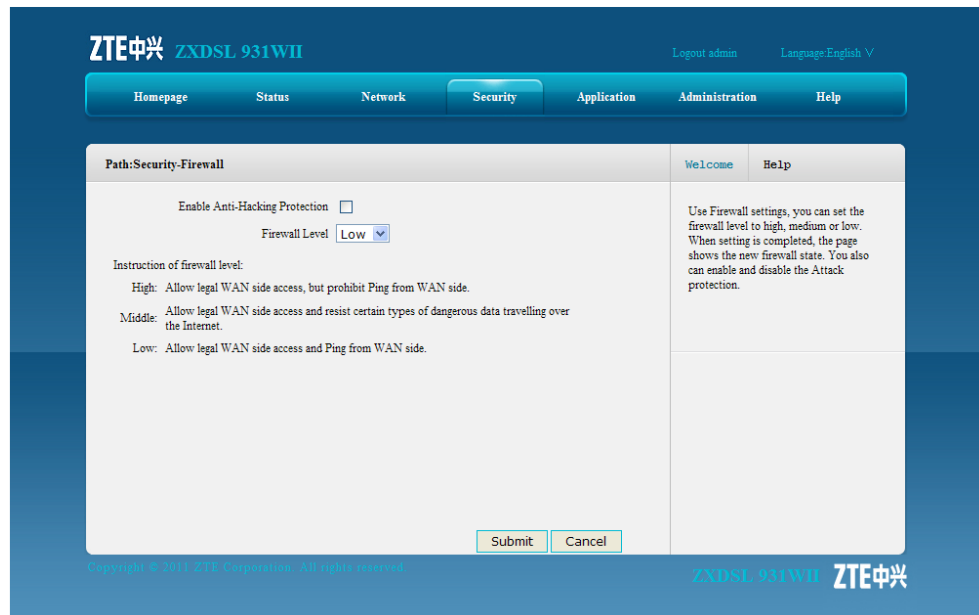 ZTE中兴 ZXDSL 931WII
Logout admin Language:English V
Homepage Status Network Security Application Administration Help
Path:Security-Firewall
Welcome Help
Enable Anti-Hacking Protection
Firewall Level Low
Instruction of firewall level:
High: Allow legal WAN side access, but prohibit Ping from WAN side.
Middle: Allow legal WAN side access and resist certain types of dangerous data travelling over
the Internet.
Low: Allow legal WAN side access and Ping from WAN side.
Use Firewall settings, you can set the
firewall level to high, medium or low.
When setting is completed, the page
shows the new firewall state. You also
can enable and disable the Attack
protection.
Submit Cancel
Copyright © 2011 ZTE Corporation. All rights reserved.
ZXDSL 931WII ZTE中兴